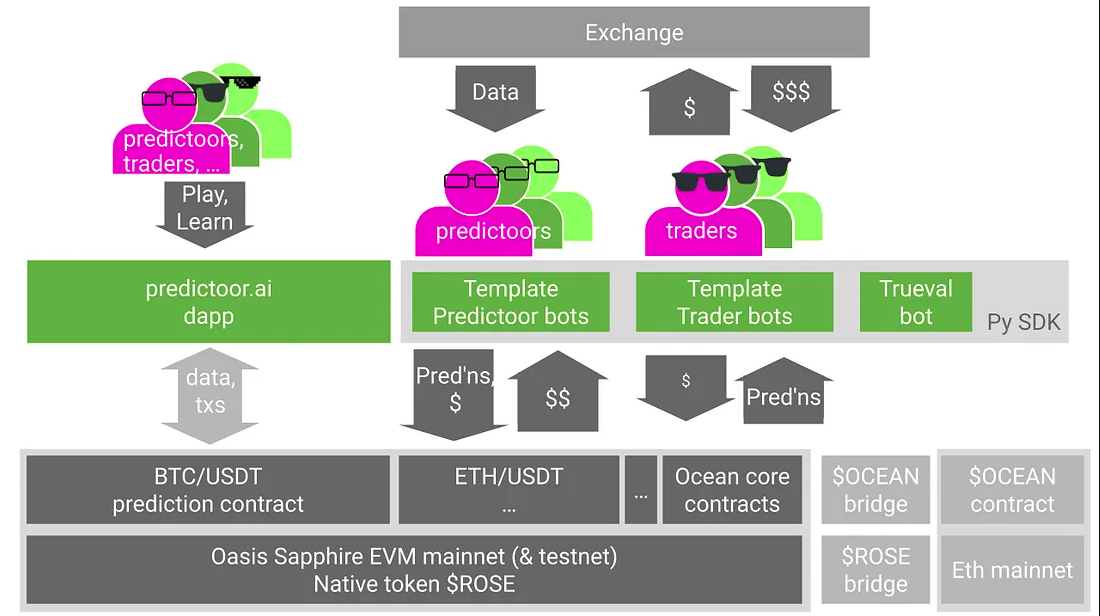 Exchange
Data
$
$$$
predictoors,
traders, ...
Play,
Learn
predictoors
traders
predictoor.ai
dapp
Template
Predictoor bots
Template
Trader bots
Trueval
bot
Py SDK
data,
txs
Pred'ns,
$
$$
$
Pred'ns
BTC/USDT
prediction contract
ETH/USDT
...
...
Ocean core
contracts
$OCEAN
bridge
$OCEAN
contract
Oasis Sapphire EVM mainnet (& testnet)
Native token $ROSE
$ROSE
bridge
Eth mainnet